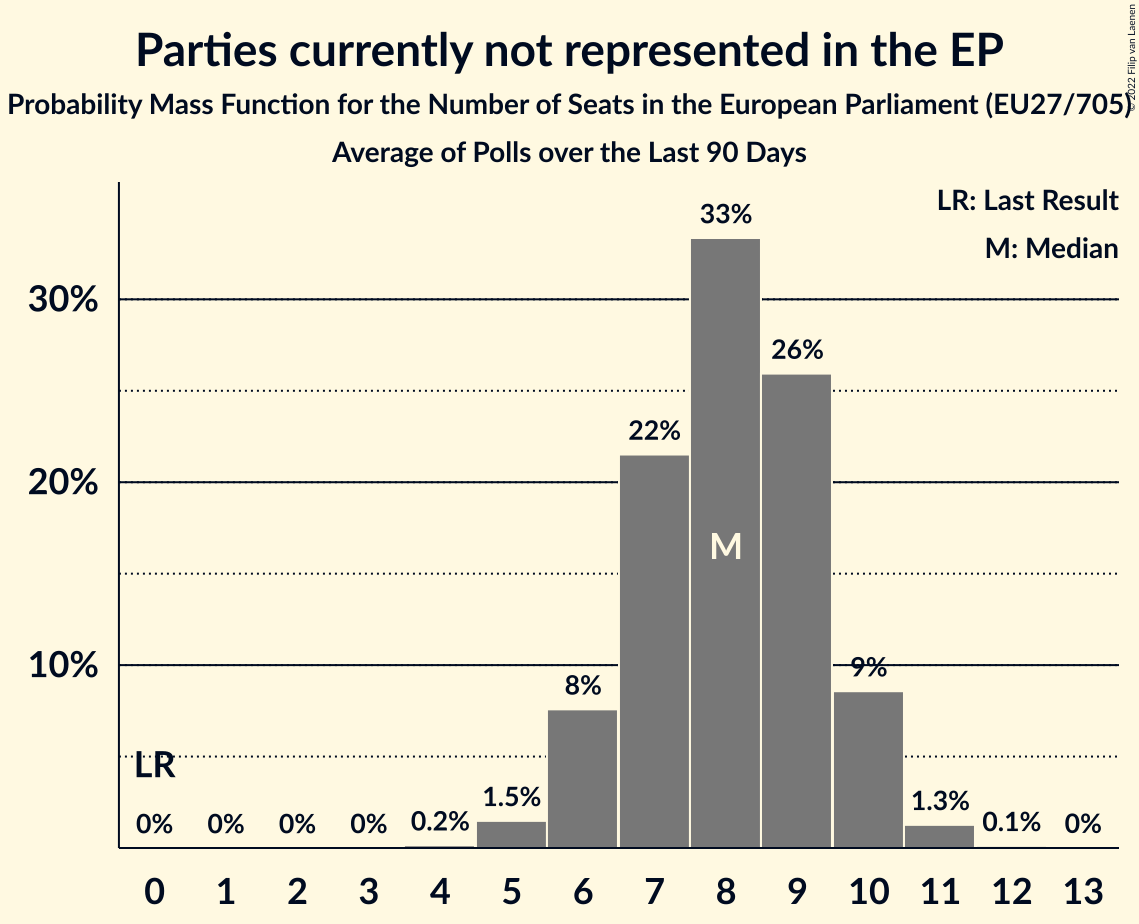 Parties currently not represented in the EP
Probability Mass Function for the Number of Seats in the European Parliament (EU27/705)
Average of Polls over the Last 90 Days
© 2022 Filip van Laenen
LR: Last Result
M: Median
30%
20%
10%
LR
0%
0%
0%
0%
0.2%
1.5%
8%
22%
33%
M
26%
9%
1.3%
0.1%
0%
0 1 2 3 4 5 6 7 8 9 10 11 12 13